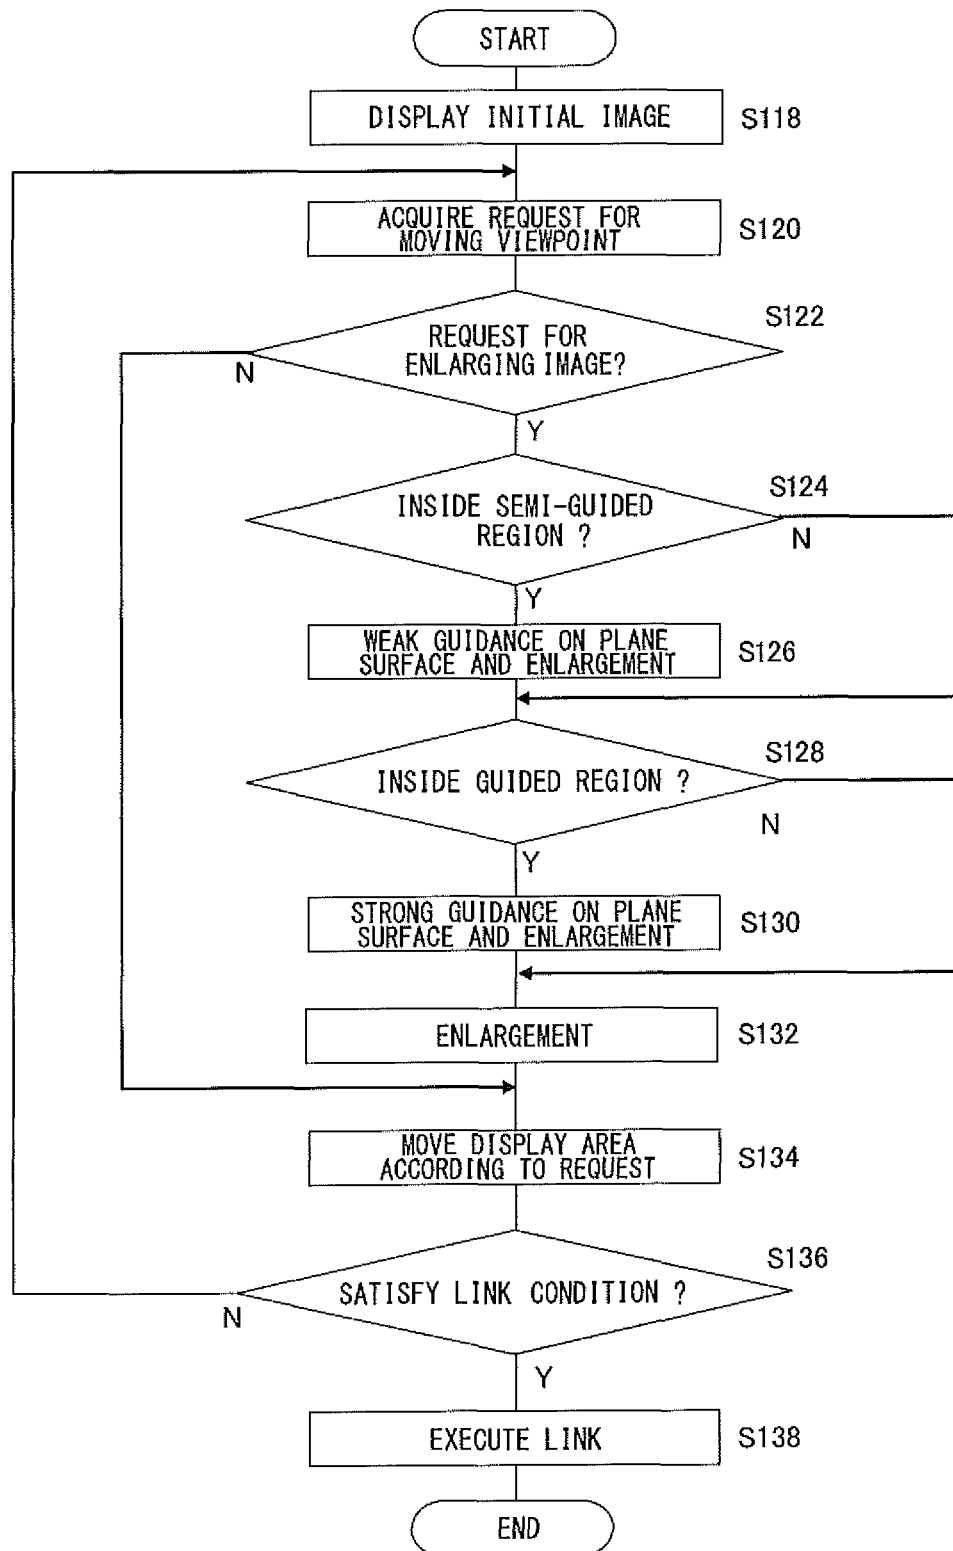 START
DISPLAY INITIAL IMAGE
S118
ACQUIRE REQUEST FOR
MOVING VIEWPOINT
S120
S122
REQUEST FOR
ENLARGING IMAGE?
N
Y
S124
INSIDE SEMI-GUIDED
REGION ?
N
Y
WEAK GUIDANCE ON PLANE
SURFACE AND ENLARGEMENT
S126
S128
INSIDE GUIDED REGION ?
N
Y
STRONG GUIDANCE ON PLANE
SURFACE AND ENLARGEMENT
S130
ENLARGEMENT
S132
MOVE DISPLAY AREA
ACCORDING TO REQUEST
S134
S136
SATISFY LINK CONDITION ?
N
Y
EXECUTE LINK
S138
END